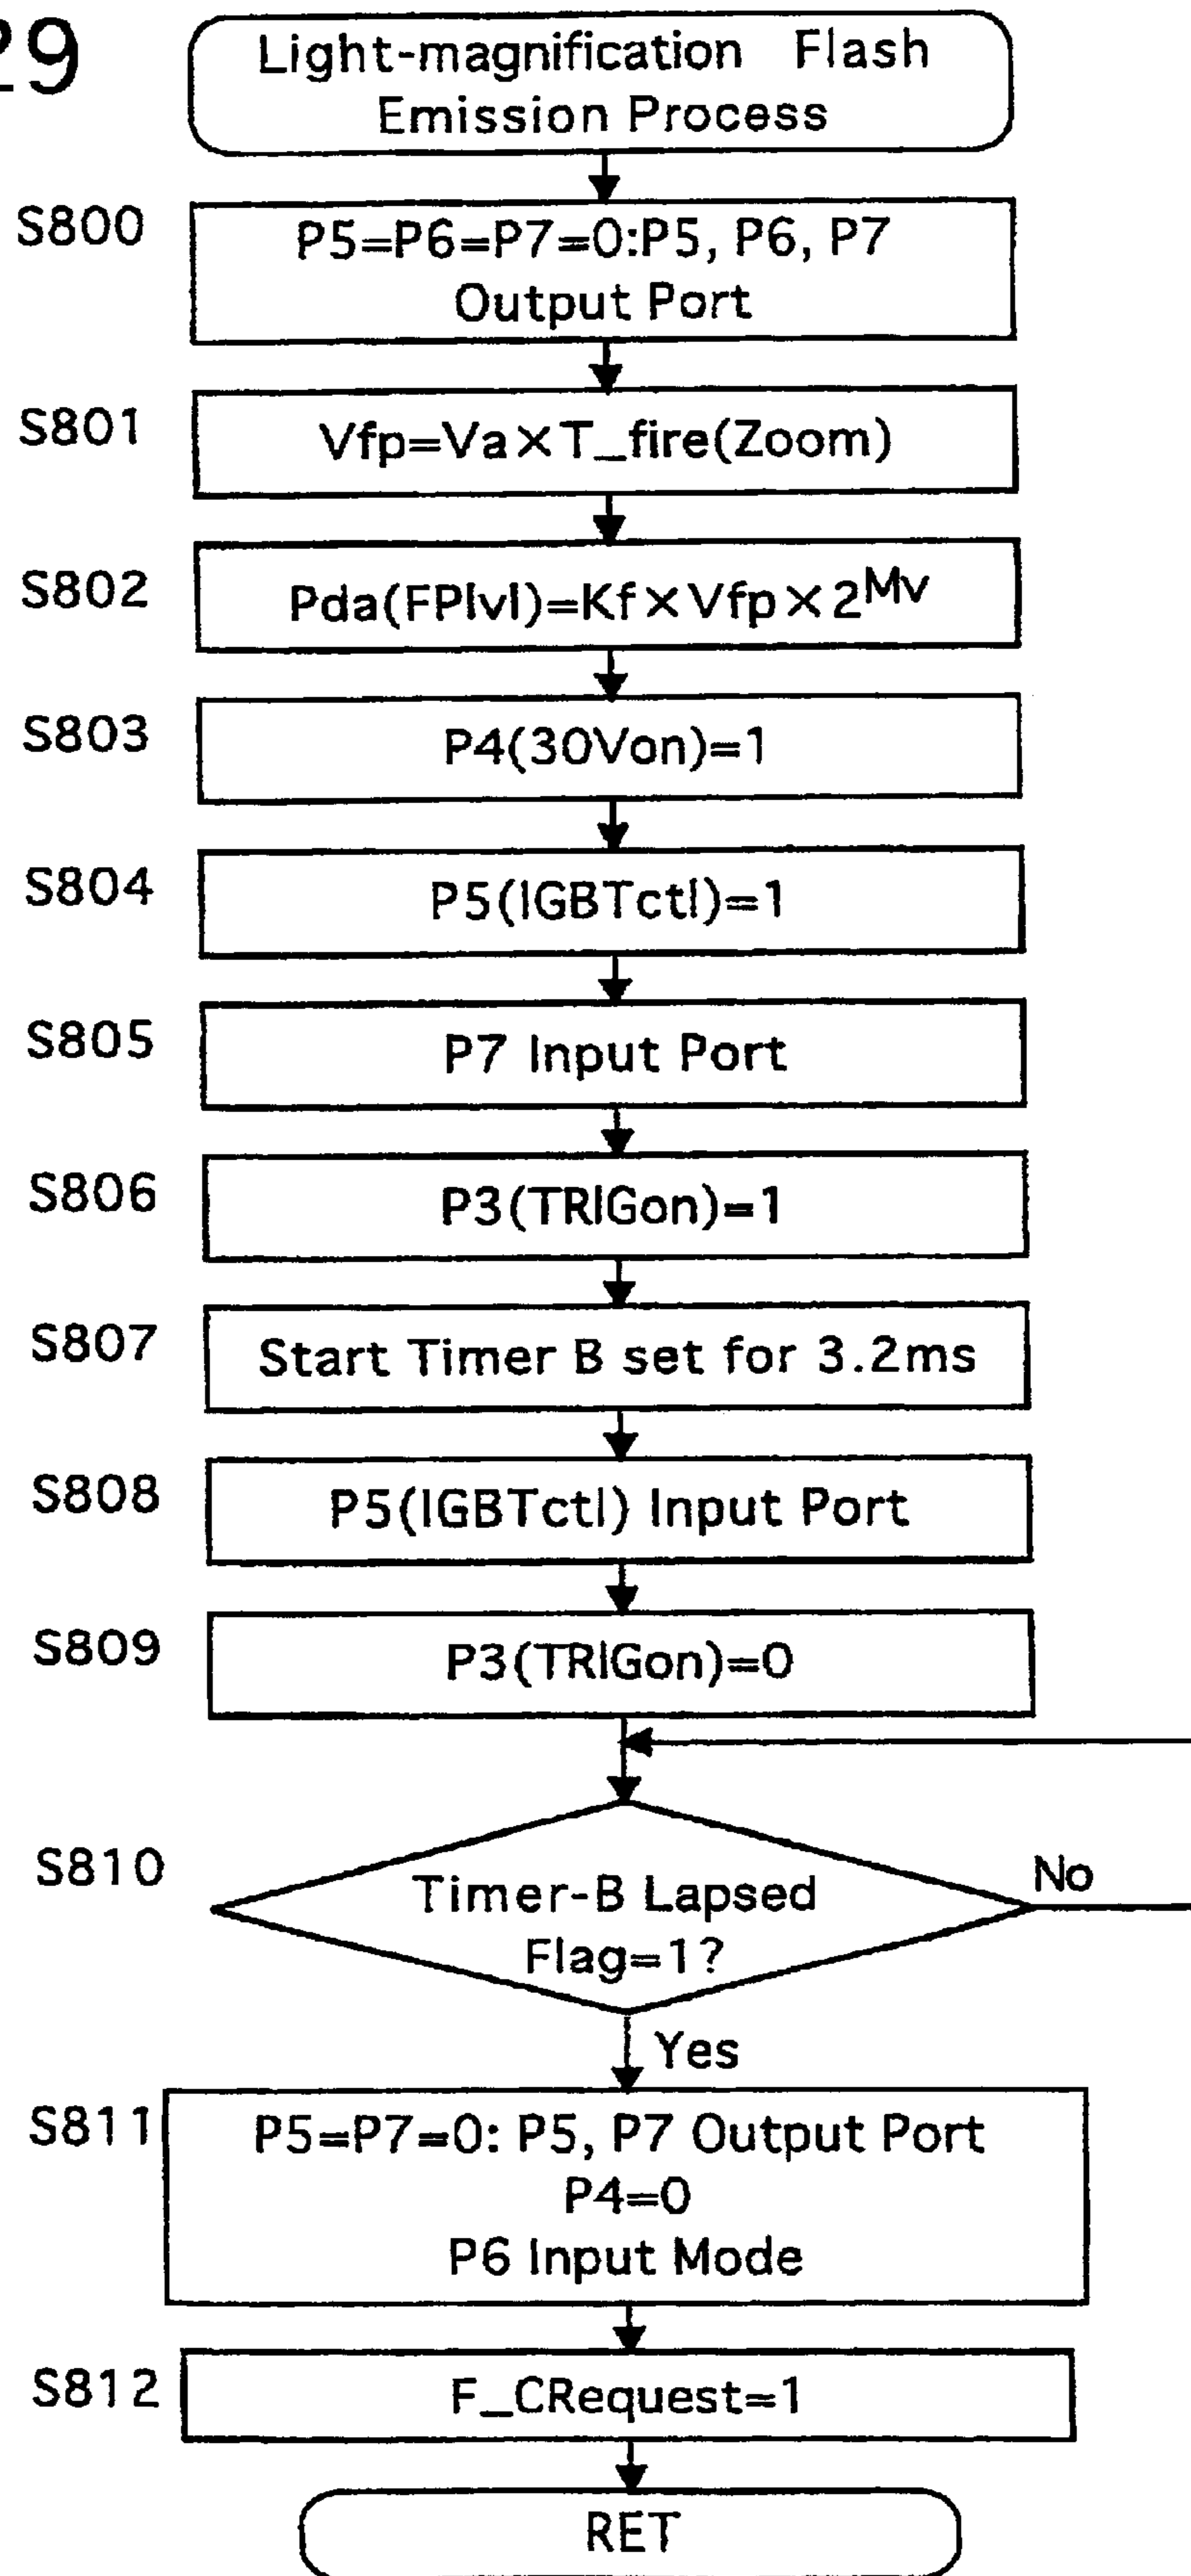 29
Light-magnification Flash
Emission Process
S800
P5=P6=P7=0:P5, P6, P7
Output Port
S801
Vfp=Va×T_fire(Zoom)
S802
Pda(FPlvl)=Kf×Vfp×2^Mv
S803
P4(30Von)=1
S804
P5(IGBTctl)=1
S805
P7 Input Port
S806
P3(TRIGon)=1
S807
Start Timer B set for 3.2ms
S808
P5(IGBTctl) Input Port
S809
P3(TRIGon)=0
S810
Timer-B Lapsed
Flag=1?
No
Yes
S811
P5=P7=0: P5, P7 Output Port
P4=0
P6 Input Mode
S812
F_CRequest=1
RET